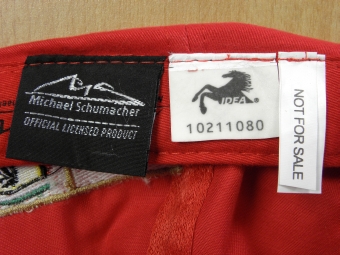 Michael Schumacher
OFFICIAL LICENSED PRODUCT
IDEA
10211080
NOT FOR SALE